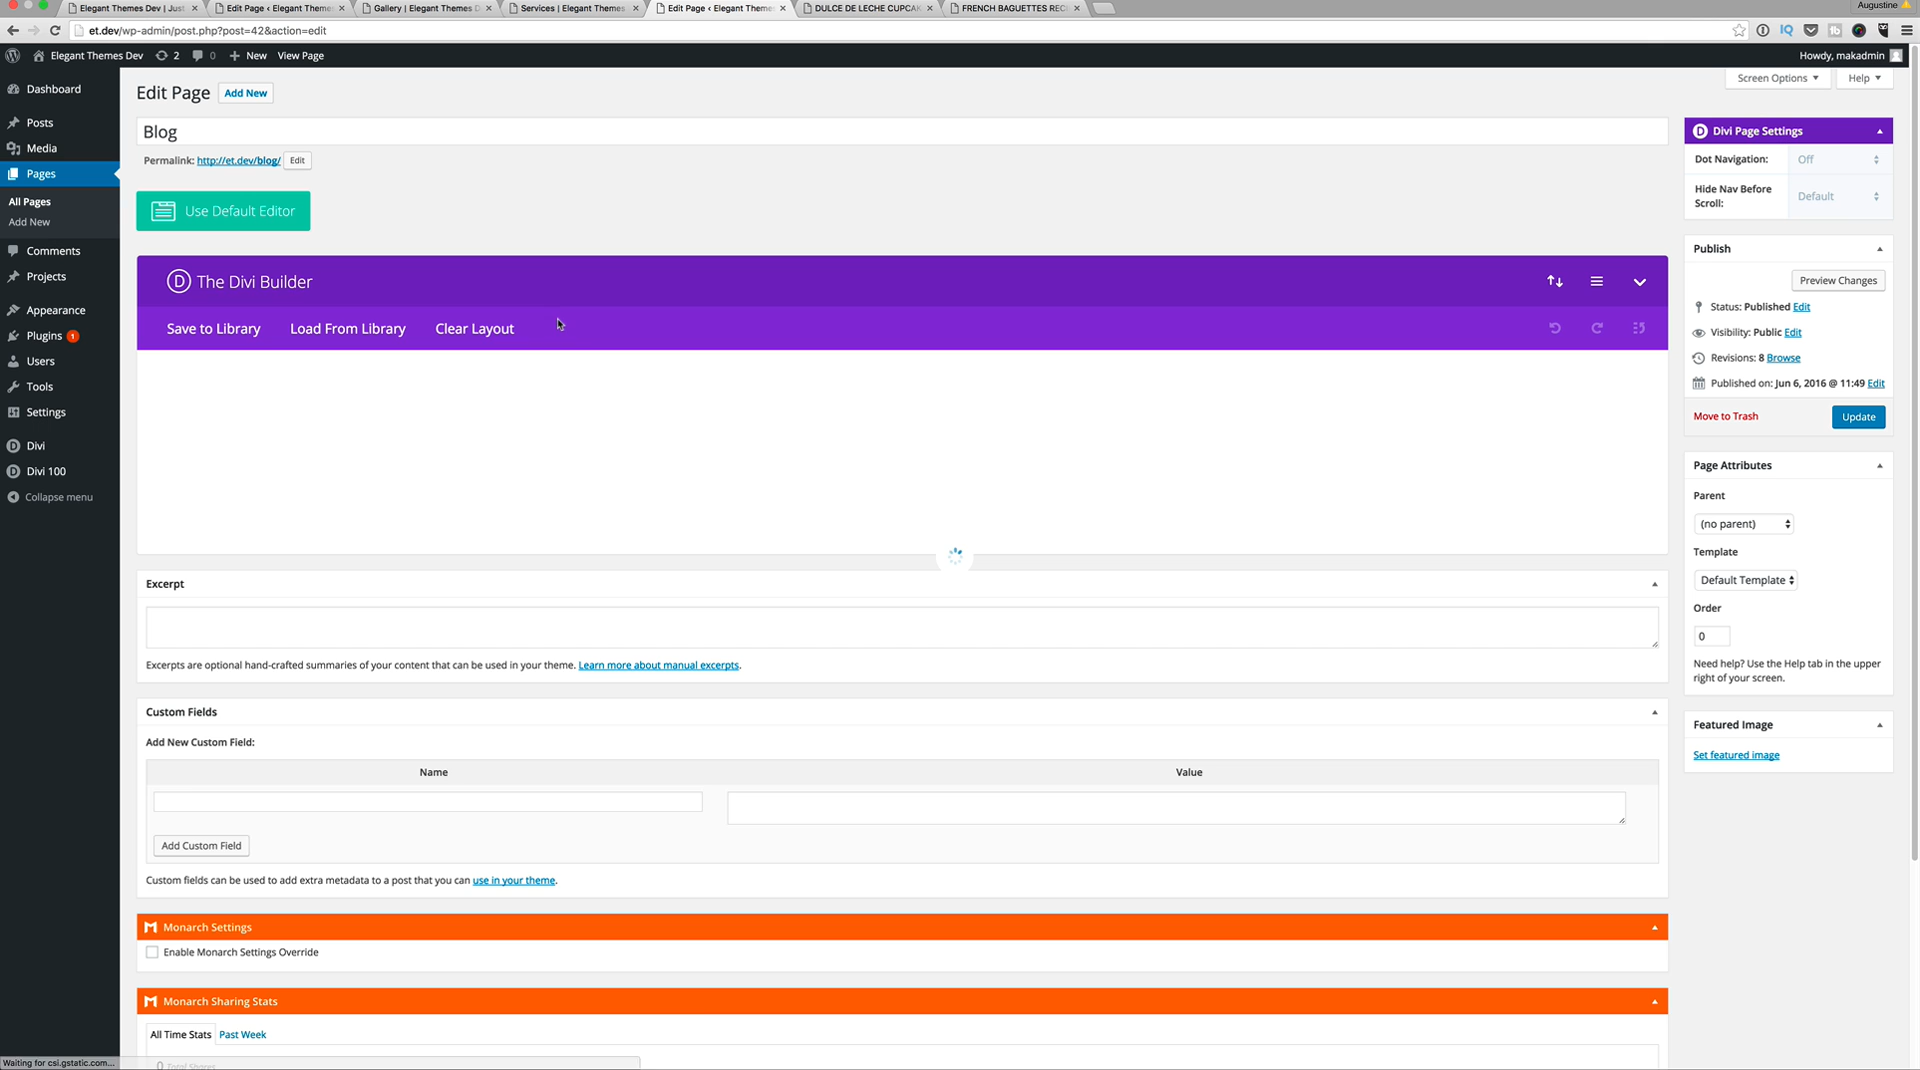 Elegant Themes Dev | Just
Edit Page < Elegant Theme
Gallery | Elegant Themes D
Services | Elegant Themes
Edit Page < Elegant Theme
DULCE DE LECHE CUPCAK
FRENCH BAGUETTES REC
Augustine
et.dev/wp-admin/post.php?post=42&action=edit
Elegant Themes Dev 2 0 New View Page
Howdy, makadmin
Dashboard
Posts
Media
Pages
All Pages
Add New
Comments
Projects
Appearance
Plugins 1
Users
Tools
Settings
Divi
Divi 100
Collapse menu
Screen Options
Help
Edit Page Add New
Blog
Permalink: http://et.dev/blog/ Edit
Use Default Editor
D The Divi Builder
Save to Library Load From Library Clear Layout
Excerpt
Excerpts are optional hand-crafted summaries of your content that can be used in your theme. Learn more about manual excerpts.
Custom Fields
Add New Custom Field:
Name Value
Add Custom Field
Custom fields can be used to add extra metadata to a post that you can use in your theme.
Monarch Settings
Enable Monarch Settings Override
Monarch Sharing Stats
All Time Stats Past Week
0 Total Shares
Divi Page Settings
Dot Navigation: Off
Hide Nav Before
Scroll:
Default
Publish
Preview Changes
Status: Published Edit
Visibility: Public Edit
Revisions: 8 Browse
Published on: Jun 6, 2016 @ 11:49 Edit
Move to Trash Update
Page Attributes
Parent
(no parent)
Template
Default Template
Order
0
Need help? Use the Help tab in the upper
right of your screen.
Featured Image
Set featured image
Waiting for csi.gstatic.com...